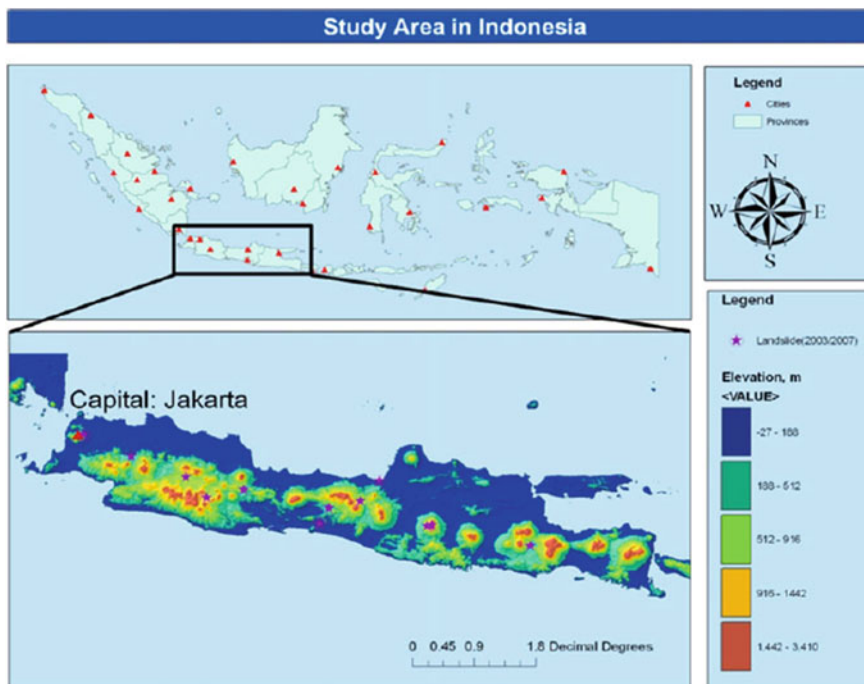 Study Area in Indonesia
Legend
Cities
Provinces
N
W
E
S
Capital: Jakarta
0 0.45 0.9 1.8 Decimal Degrees
Legend
Landslide(2003/2007)
Elevation, m
<VALUE>
-27 - 188
188 - 512
512 - 916
916 - 1442
1,442 - 3,410